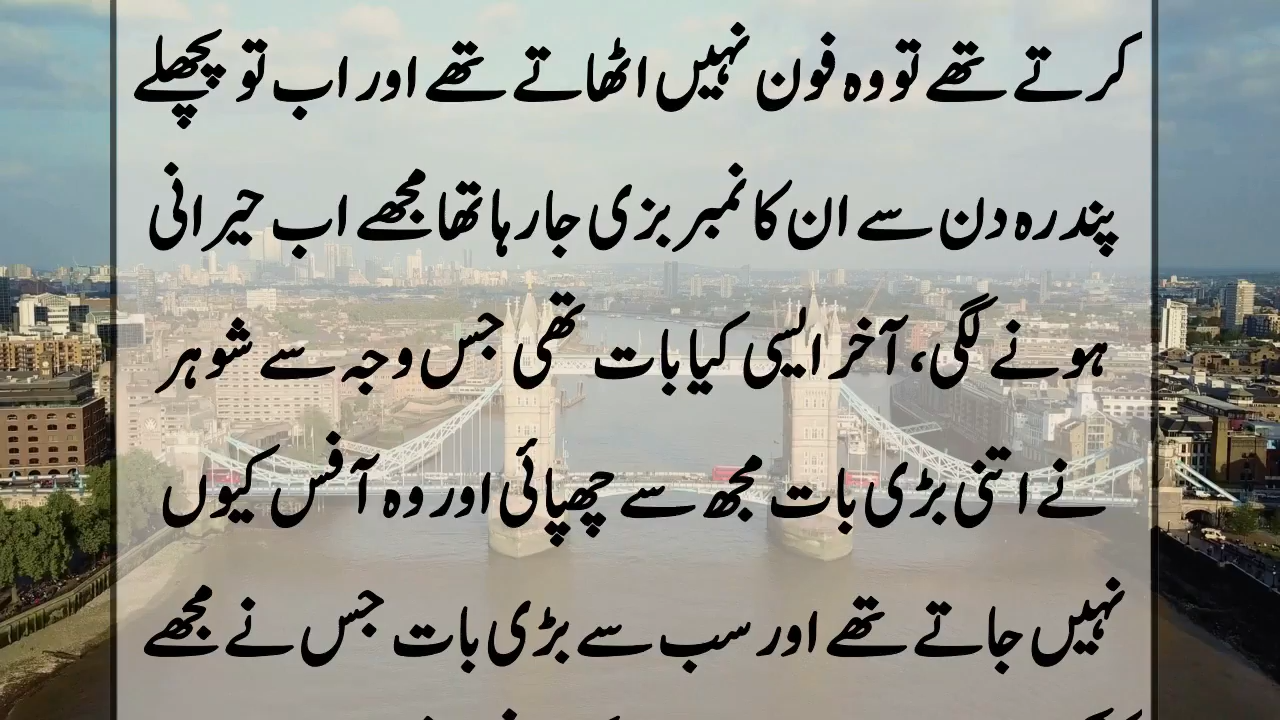 کرتے تھے تو وہ فون نہیں اٹھاتے تھے اور اب تو پچھلے
پندرہ دن سے ان کا نمبر بزی جا رہا تھا مجھے اب حیرانی
ہونے لگی، آخر ایسی کیا بات تھی جس وجہ سے شوہر
نے اتنی بڑی بات مجھ سے چھپائی اور وہ آفس کیوں
نہیں جاتے تھے اور سب سے بڑی بات جس نے مجھے